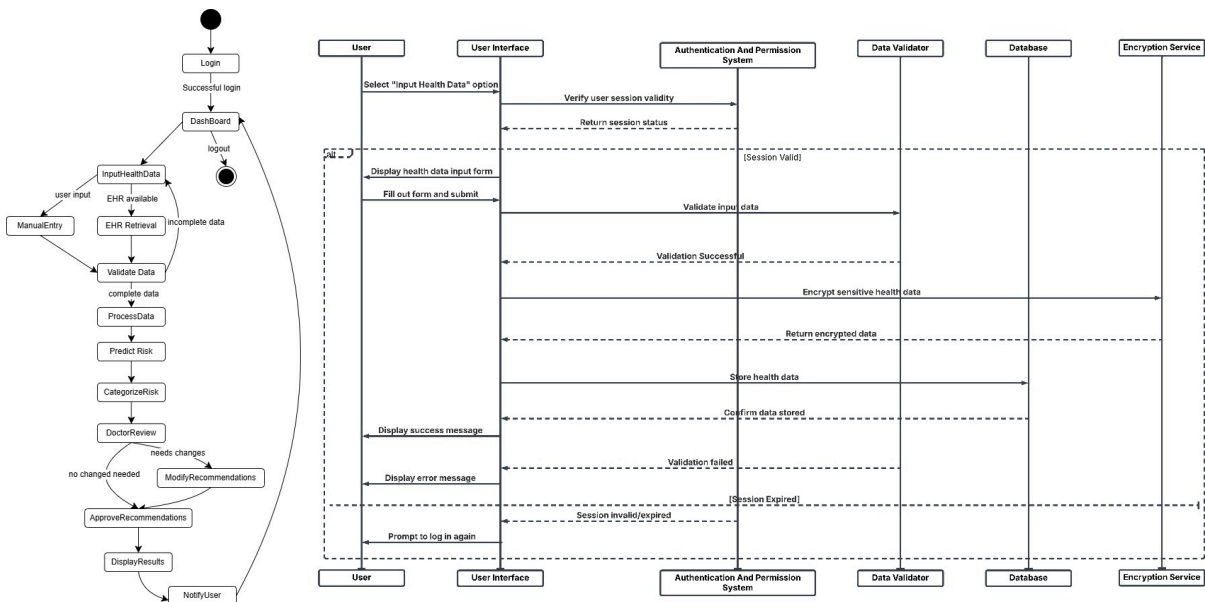 Login
Successful login
DashBoard
logout
InputHealthData
user input
EHR available
ManualEntry
EHR Retrieval
incomplete data
Validate Data
complete data
ProcessData
Predict Risk
CategorizeRisk
DoctorReview
needs changes
no changed needed
ModifyRecommendations
ApproveRecommendations
DisplayResults
NotifyUser
User
User Interface
Authentication And Permission
System
Data Validator
Database
Encryption Service
Select "Input Health Data" option
Verify user session validity
Return session status
alt
[Session Valid]
Display health data input form
Fill out form and submit
Validate input data
Validation Successful
Encrypt sensitive health data
Return encrypted data
Store health data
Confirm data stored
Display success message
Validation failed
Display error message
[Session Expired]
Session invalid/expired
Prompt to log in again
User
User Interface
Authentication And Permission
System
Data Validator
Database
Encryption Service